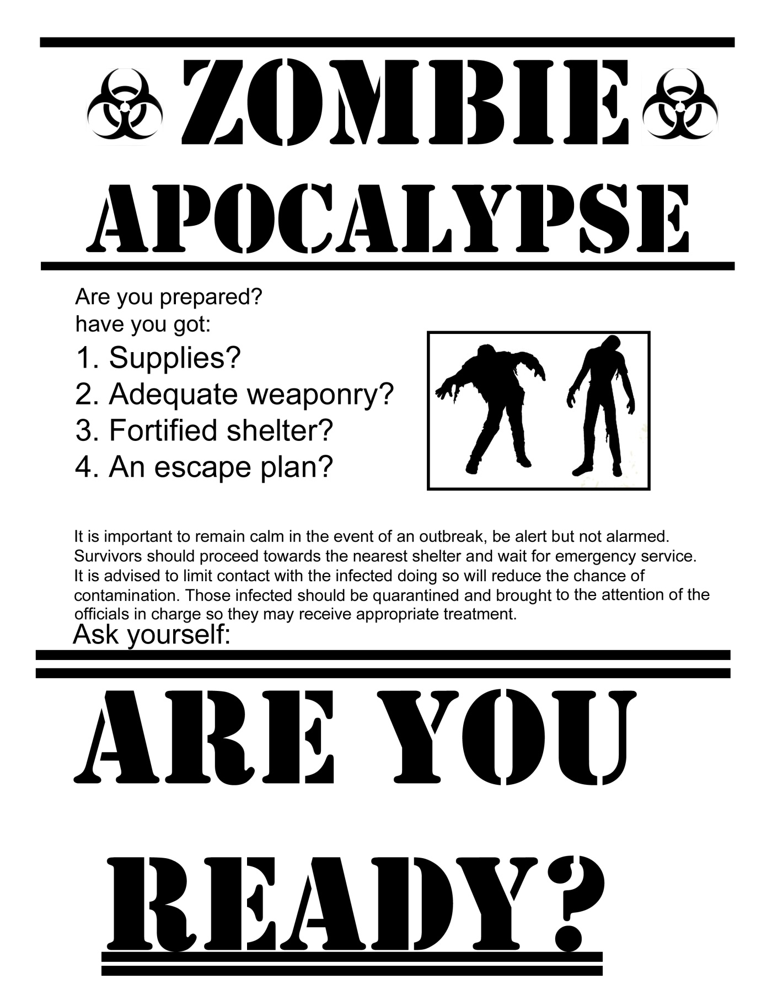 ZOMBIE
APOCALYPSE
Are you prepared?
have you got:
1. Supplies?
2. Adequate weaponry?
3. Fortified shelter?
4. An escape plan?
It is important to remain calm in the event of an outbreak, be alert but not alarmed.
Survivors should proceed towards the nearest shelter and wait for emergency service.
It is advised to limit contact with the infected doing so will reduce the chance of
contamination. Those infected should be quarantined and brought to the attention of the
officials in charge so they may receive appropriate treatment.
Ask yourself:
ARE YOU
READY?